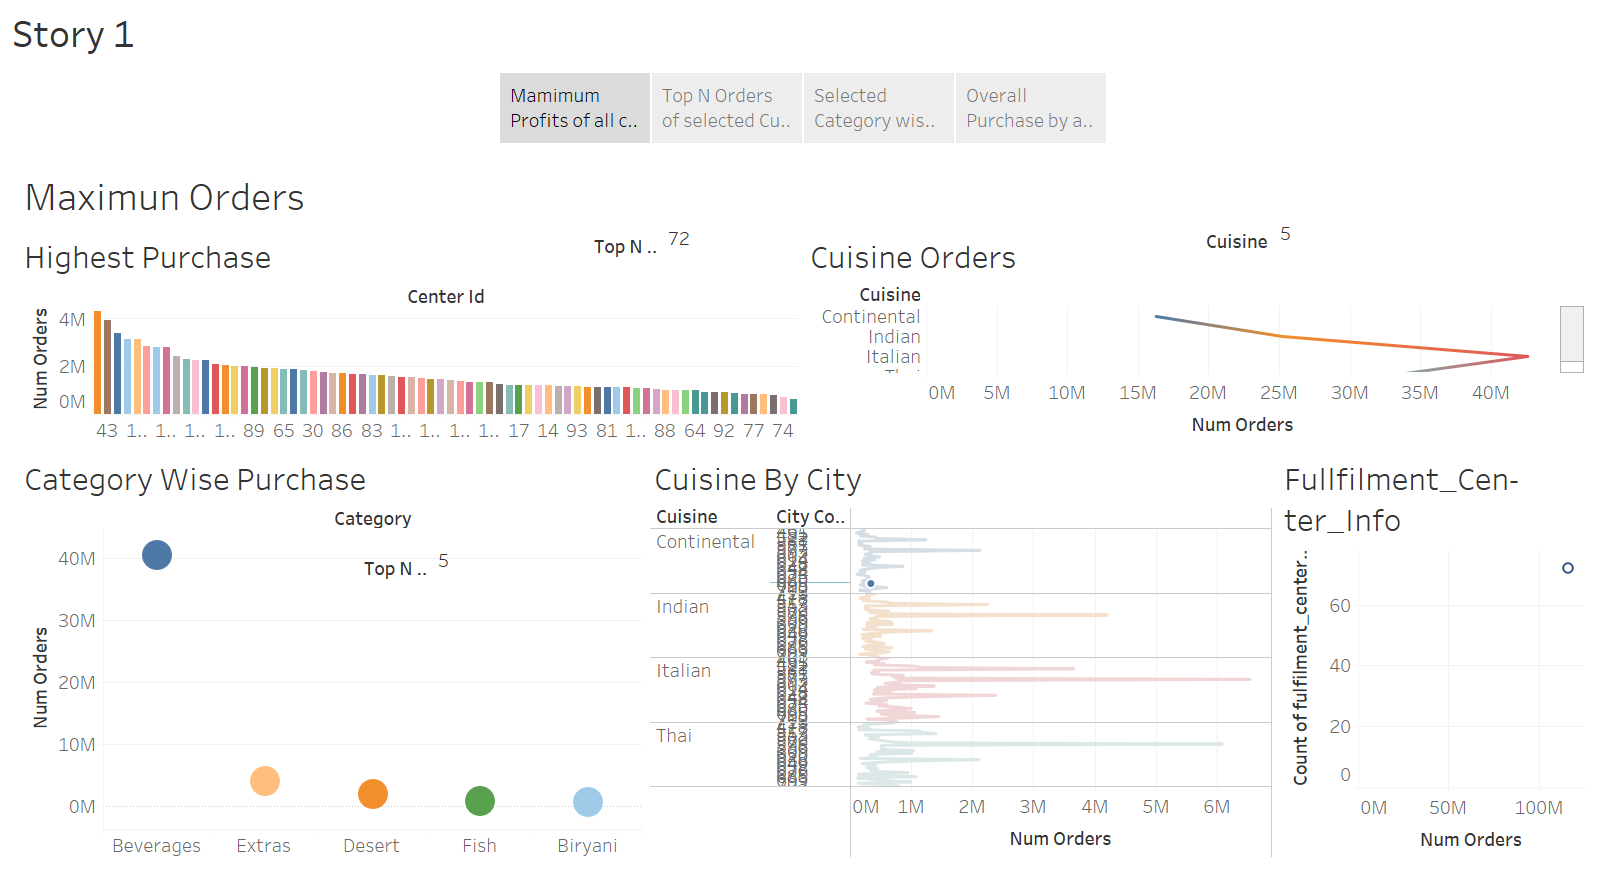 Story 1
Mamimum
Profits of all c..
Top N Orders
of selected Cu..
Selected
Category wis..
Overall
Purchase by a..
Maximun Orders
Highest Purchase
Top N .. 72
Center Id
Num Orders
4M
2M
0M
43 1.. 1.. 1.. 1.. 89 65 30 86 83 1.. 1.. 1.. 1.. 17 14 93 81 1.. 88 64 92 77 74
Cuisine Orders
Cuisine 5
Cuisine
Continental
Indian
Italian
0M 5M 10M 15M 20M 25M 30M 35M 40M
Num Orders
Category Wise Purchase
Category
Top N .. 5
Num Orders
40M
30M
20M
10M
0M
Beverages Extras Desert Fish Biryani
Cuisine By City
Cuisine City Co..
Continental
Indian
Italian
Thai
0M 1M 2M 3M 4M 5M 6M
Num Orders
Fullfilment_Cen-
ter_Info
Count of fulfilment_center..
60
40
20
0
0M 50M 100M
Num Orders